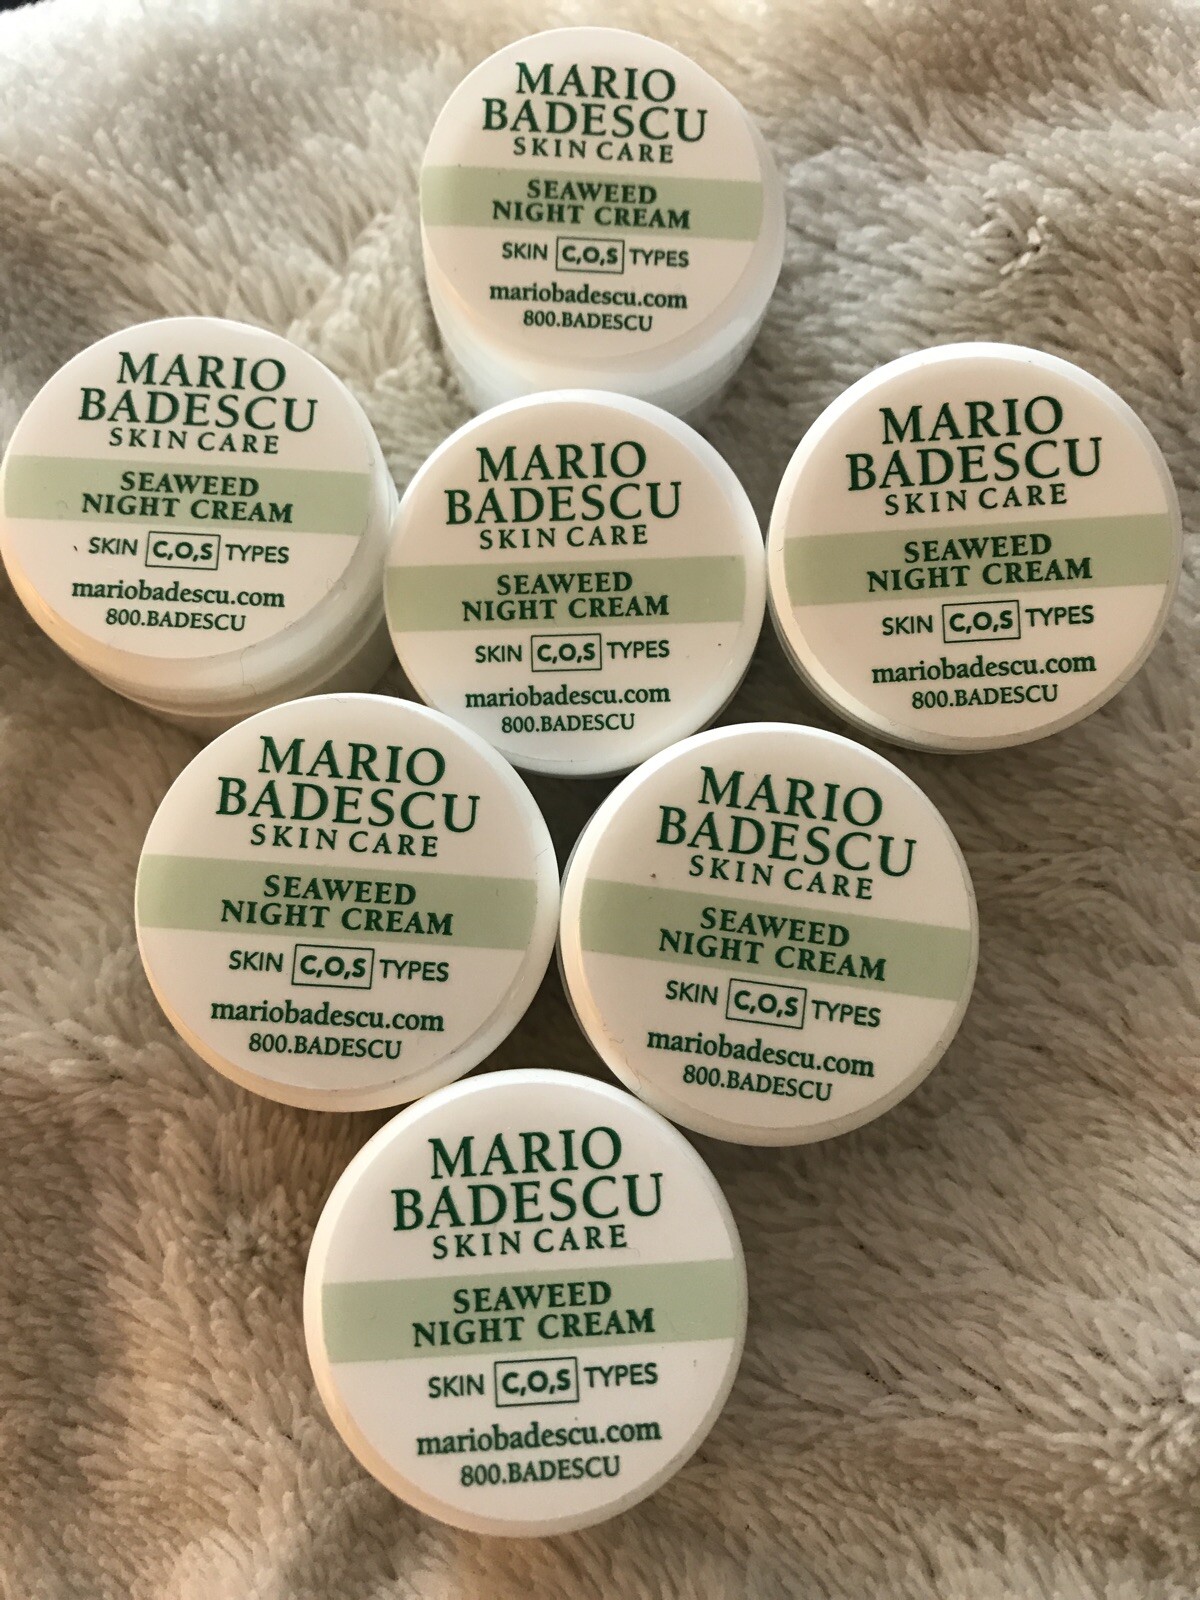 MARIO
BADESCU
SKIN CARE
SEAWEED
NIGHT CREAM
SKIN C,O,S TYPES
mariobadescu.com
800.BADESCU
MARIO
BADESCU
SKIN CARE
SEAWEED
NIGHT CREAM
SKIN C,O,S TYPES
mariobadescu.com
800.BADESCU
MARIO
BADESCU
SKIN CARE
SEAWEED
NIGHT CREAM
SKIN C,O,S TYPES
mariobadescu.com
800.BADESCU
MARIO
BADESCU
SKIN CARE
SEAWEED
NIGHT CREAM
SKIN C,O,S TYPES
mariobadescu.com
800.BADESCU
MARIO
BADESCU
SKIN CARE
SEAWEED
NIGHT CREAM
SKIN C,O,S TYPES
mariobadescu.com
800.BADESCU
MARIO
BADESCU
SKIN CARE
SEAWEED
NIGHT CREAM
SKIN C,O,S TYPES
mariobadescu.com
800.BADESCU
MARIO
BADESCU
SKIN CARE
SEAWEED
NIGHT CREAM
SKIN C,O,S TYPES
mariobadescu.com
800.BADESCU